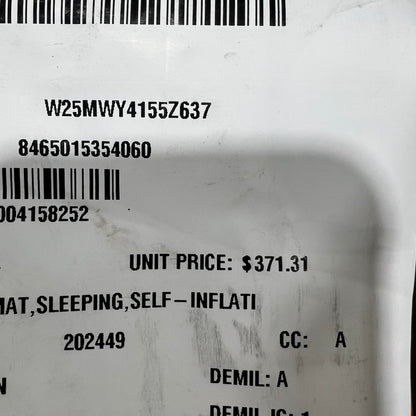 W25MWY4155Z637
8465015354060
004158252
UNIT PRICE: $371.31
MAT,SLEEPING,SELF-INFLATI
202449 CC: A
DEMIL: A